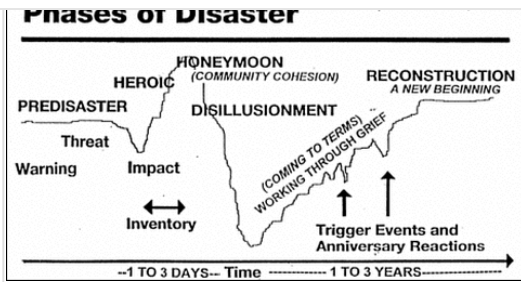 Phases of Disaster
HONEYMOON
(COMMUNITY COHESION)
HEROIC
RECONSTRUCTION
A NEW BEGINNING
PREDISASTER
DISILLUSIONMENT
Threat
(COMING TO TERMS)
WORKING THROUGH GRIEF
Warning
Impact
Inventory
Trigger Events and
Anniversary Reactions
--1 TO 3 DAYS-- Time ----------- 1 TO 3 YEARS---------------